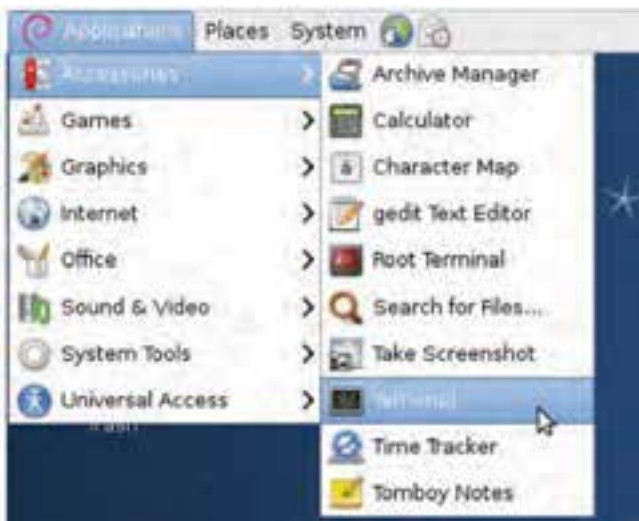 Applications Places System
Accessories
Games
Graphics
Internet
Office
Sound & Video
System Tools
Universal Access
Archive Manager
Calculator
Character Map
gedit Text Editor
Root Terminal
Search for Files...
Take Screenshot
Terminal
Time Tracker
Tomboy Notes
Trash